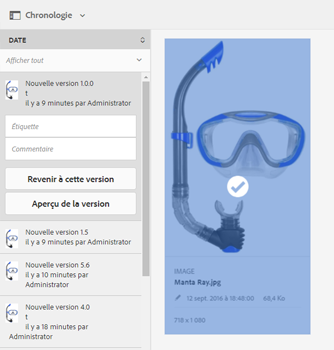 Chronologie
DATE
Afficher tout
Nouvelle version 1.0.0
t
il y a 9 minutes par Administrator
Étiquette
Commentaire
Revenir à cette version
Aperçu de la version
Nouvelle version 1.5
il y a 9 minutes par Administrator
Nouvelle version 5.6
il y a 10 minutes par
Administrator
Nouvelle version 4.0
t
il y a 18 minutes par
Administrator
IMAGE
Manta Ray.jpg
12 sept. 2016 à 18:48:00 68,4 Ko
718 x 1 080